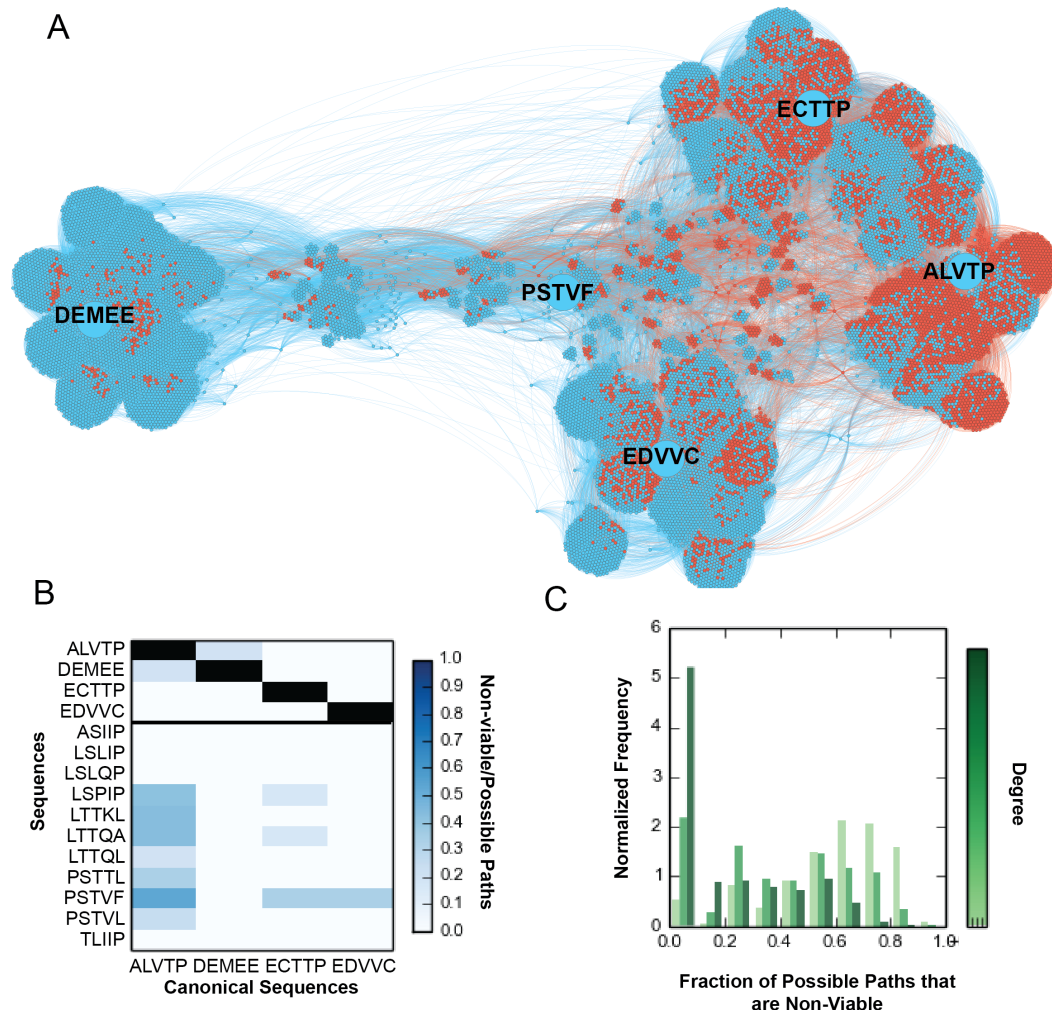 A
ECTTP
ALVTP
PSTVF
DEMEE
EDVVC
B
ALVTP
DEMEE
ECTTP
EDVVC
ASIIP
LSLIP
LSLQP
LSPIP
LTTKL
LTTQA
LTTQL
PSTTL
PSTVF
PSTVL
TLIIP
Sequences
ALVTP DEMEE ECTTP EDVVC
Canonical Sequences
1.0
0.9
0.8
0.7
0.6
0.5
0.4
0.3
0.2
0.1
0.0
Non-viable/Possible Paths
C
6
5
4
3
2
1
0
Normalized Frequency
0.0 0.2 0.4 0.6 0.8 1.0
Fraction of Possible Paths that
are Non-Viable
Degree